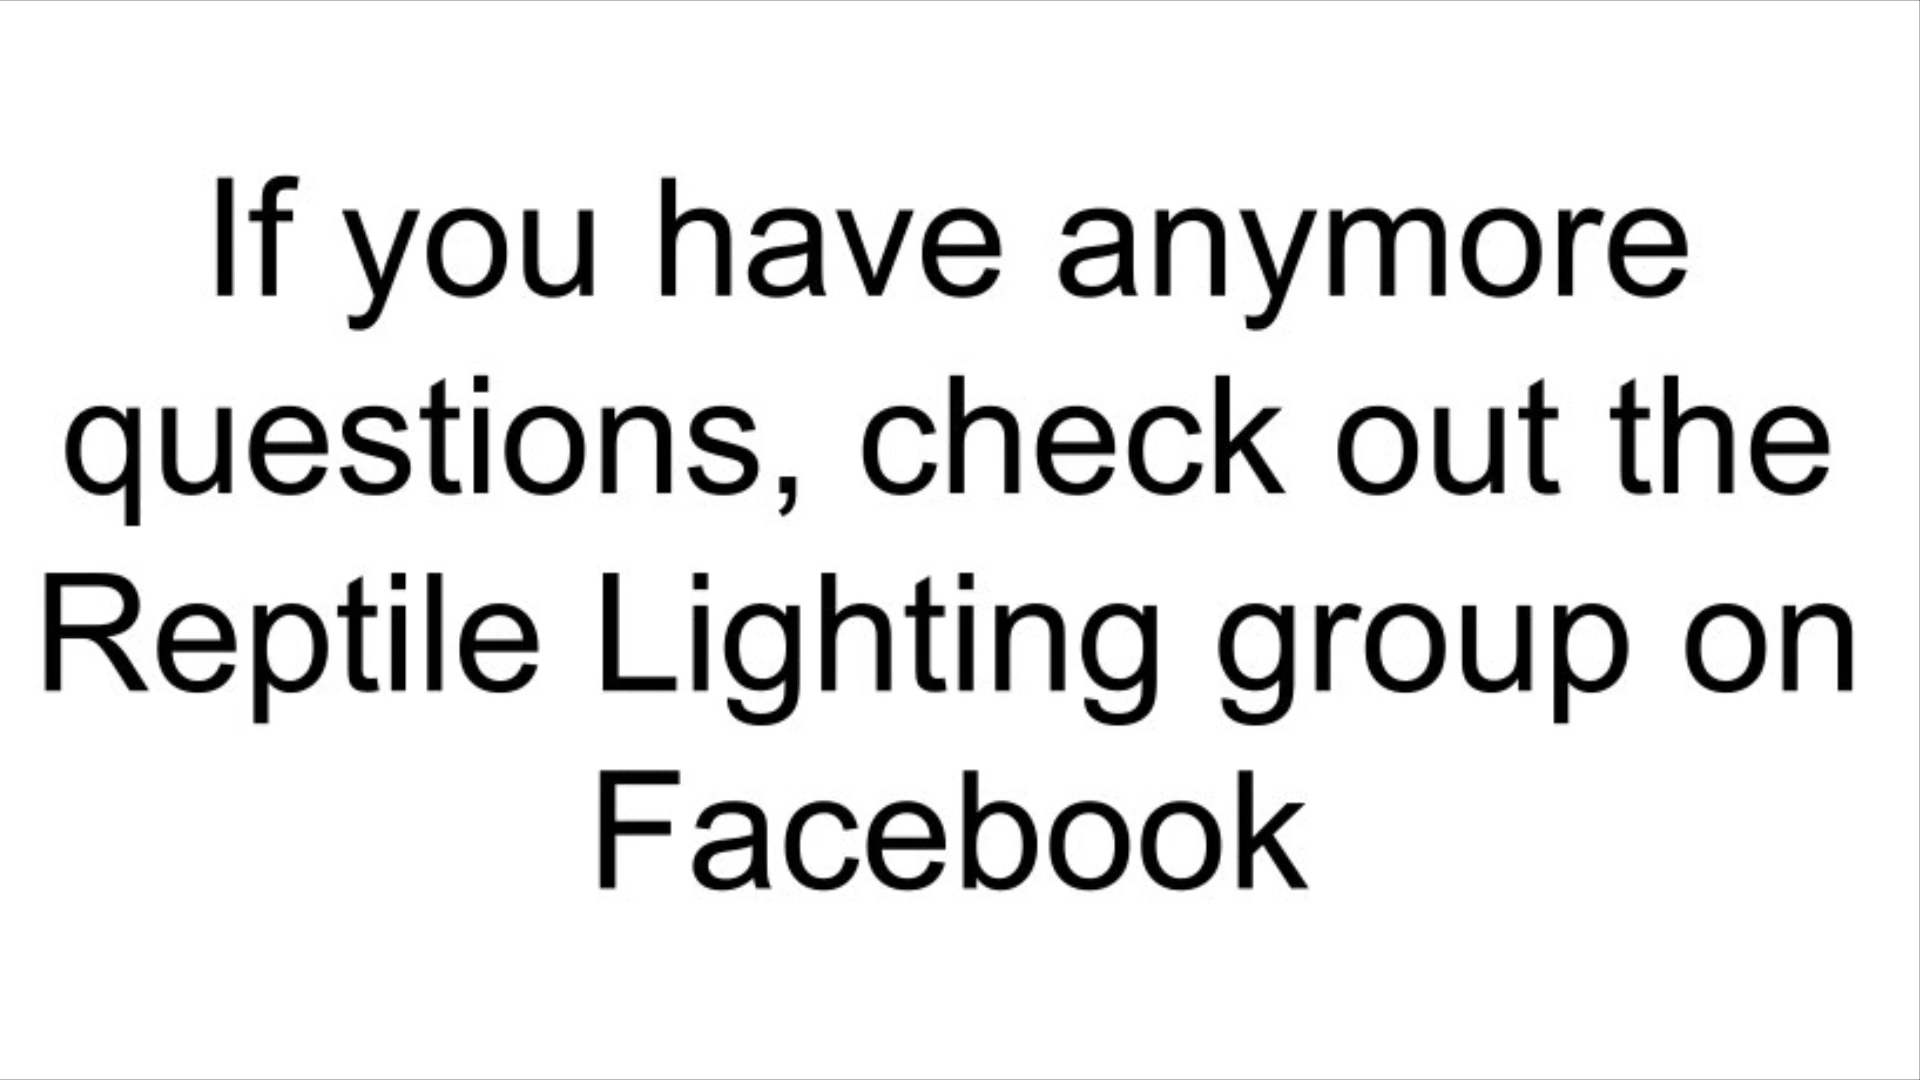 If you have anymore
questions, check out the
Reptile Lighting group on
Facebook